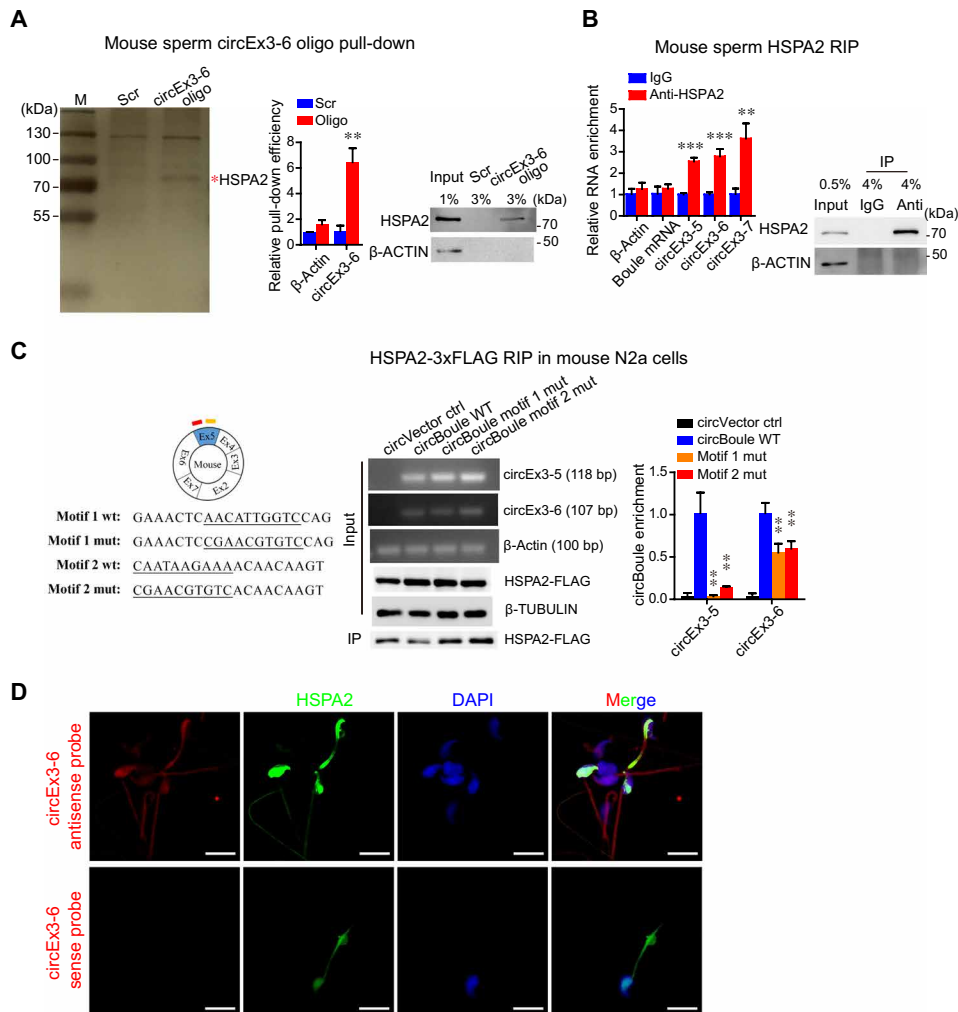 A
Mouse sperm circEx3-6 oligo pull-down
(kDa)
M
Scr
circEx3-6
oligo
130
100
70
55
*HSPA2
Scr
Oligo
Relative pull-down efficiency
8
6
4
2
0
**
β-Actin
circEx3-6
Input
Scr
circEx3-6
oligo
1%
3%
3%
(kDa)
HSPA2
-70
-50
β-ACTIN
B
Mouse sperm HSPA2 RIP
IgG
Anti-HSPA2
Relative RNA enrichment
5
4
3
2
1
0
***
***
**
β-Actin
Boule mRNA
circEx3-5
circEx3-6
circEx3-7
IP
0.5%
4%
4%
Input
IgG
Anti
(kDa)
HSPA2
-70
50
β-ACTIN
C
HSPA2-3xFLAG RIP in mouse N2a cells
Ex5
Ex4
Ex3
Ex2
Ex7
Ex6
Mouse
Motif 1 wt: GAAACTCAACATTGGTCCAG
Motif 1 mut: GAAACTCCGAACGTGTCCAG
Motif 2 wt: CAATAAGAAAACAACAAGT
Motif 2 mut: CGAACGTGTCACAACAAGT
circVector ctrl
circBoule WT
circBoule motif 1 mut
circBoule motif 2 mut
Input
circEx3-5 (118 bp)
circEx3-6 (107 bp)
β-Actin (100 bp)
HSPA2-FLAG
β-TUBULIN
IP
HSPA2-FLAG
circVector ctrl
circBoule WT
Motif 1 mut
Motif 2 mut
circBoule enrichment
1.5
1.0
0.5
0.0
**
**
**
**
circEx3-5
circEx3-6
D
HSPA2
DAPI
Merge
circEx3-6
antisense probe
circEx3-6
sense probe